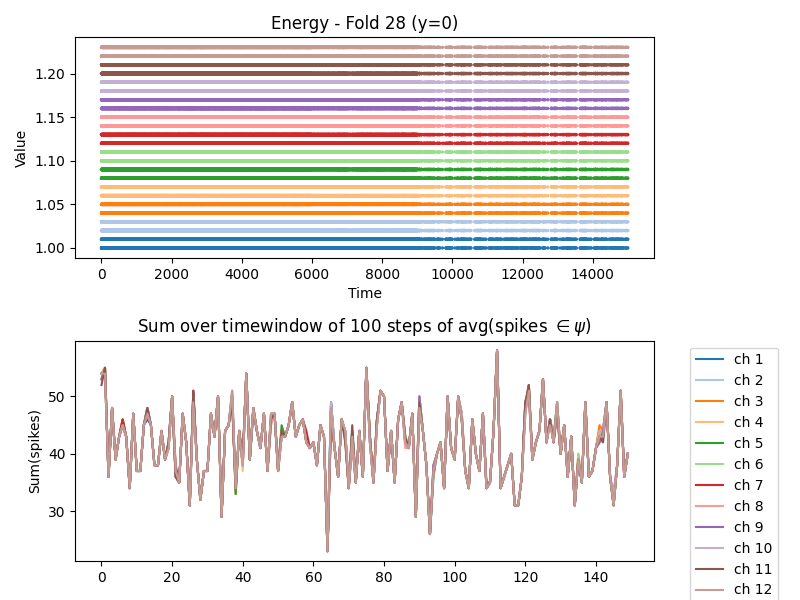 Energy - Fold 28 (y=0)
Value
1.20
1.15
1.10
1.05
1.00
0 2000 4000 6000 8000 10000 12000 14000
Time
Sum over timewindow of 100 steps of avg(spikes ∈ ψ)
Sum(spikes)
50
40
30
0 20 40 60 80 100 120 140
ch 1
ch 2
ch 3
ch 4
ch 5
ch 6
ch 7
ch 8
ch 9
ch 10
ch 11
ch 12